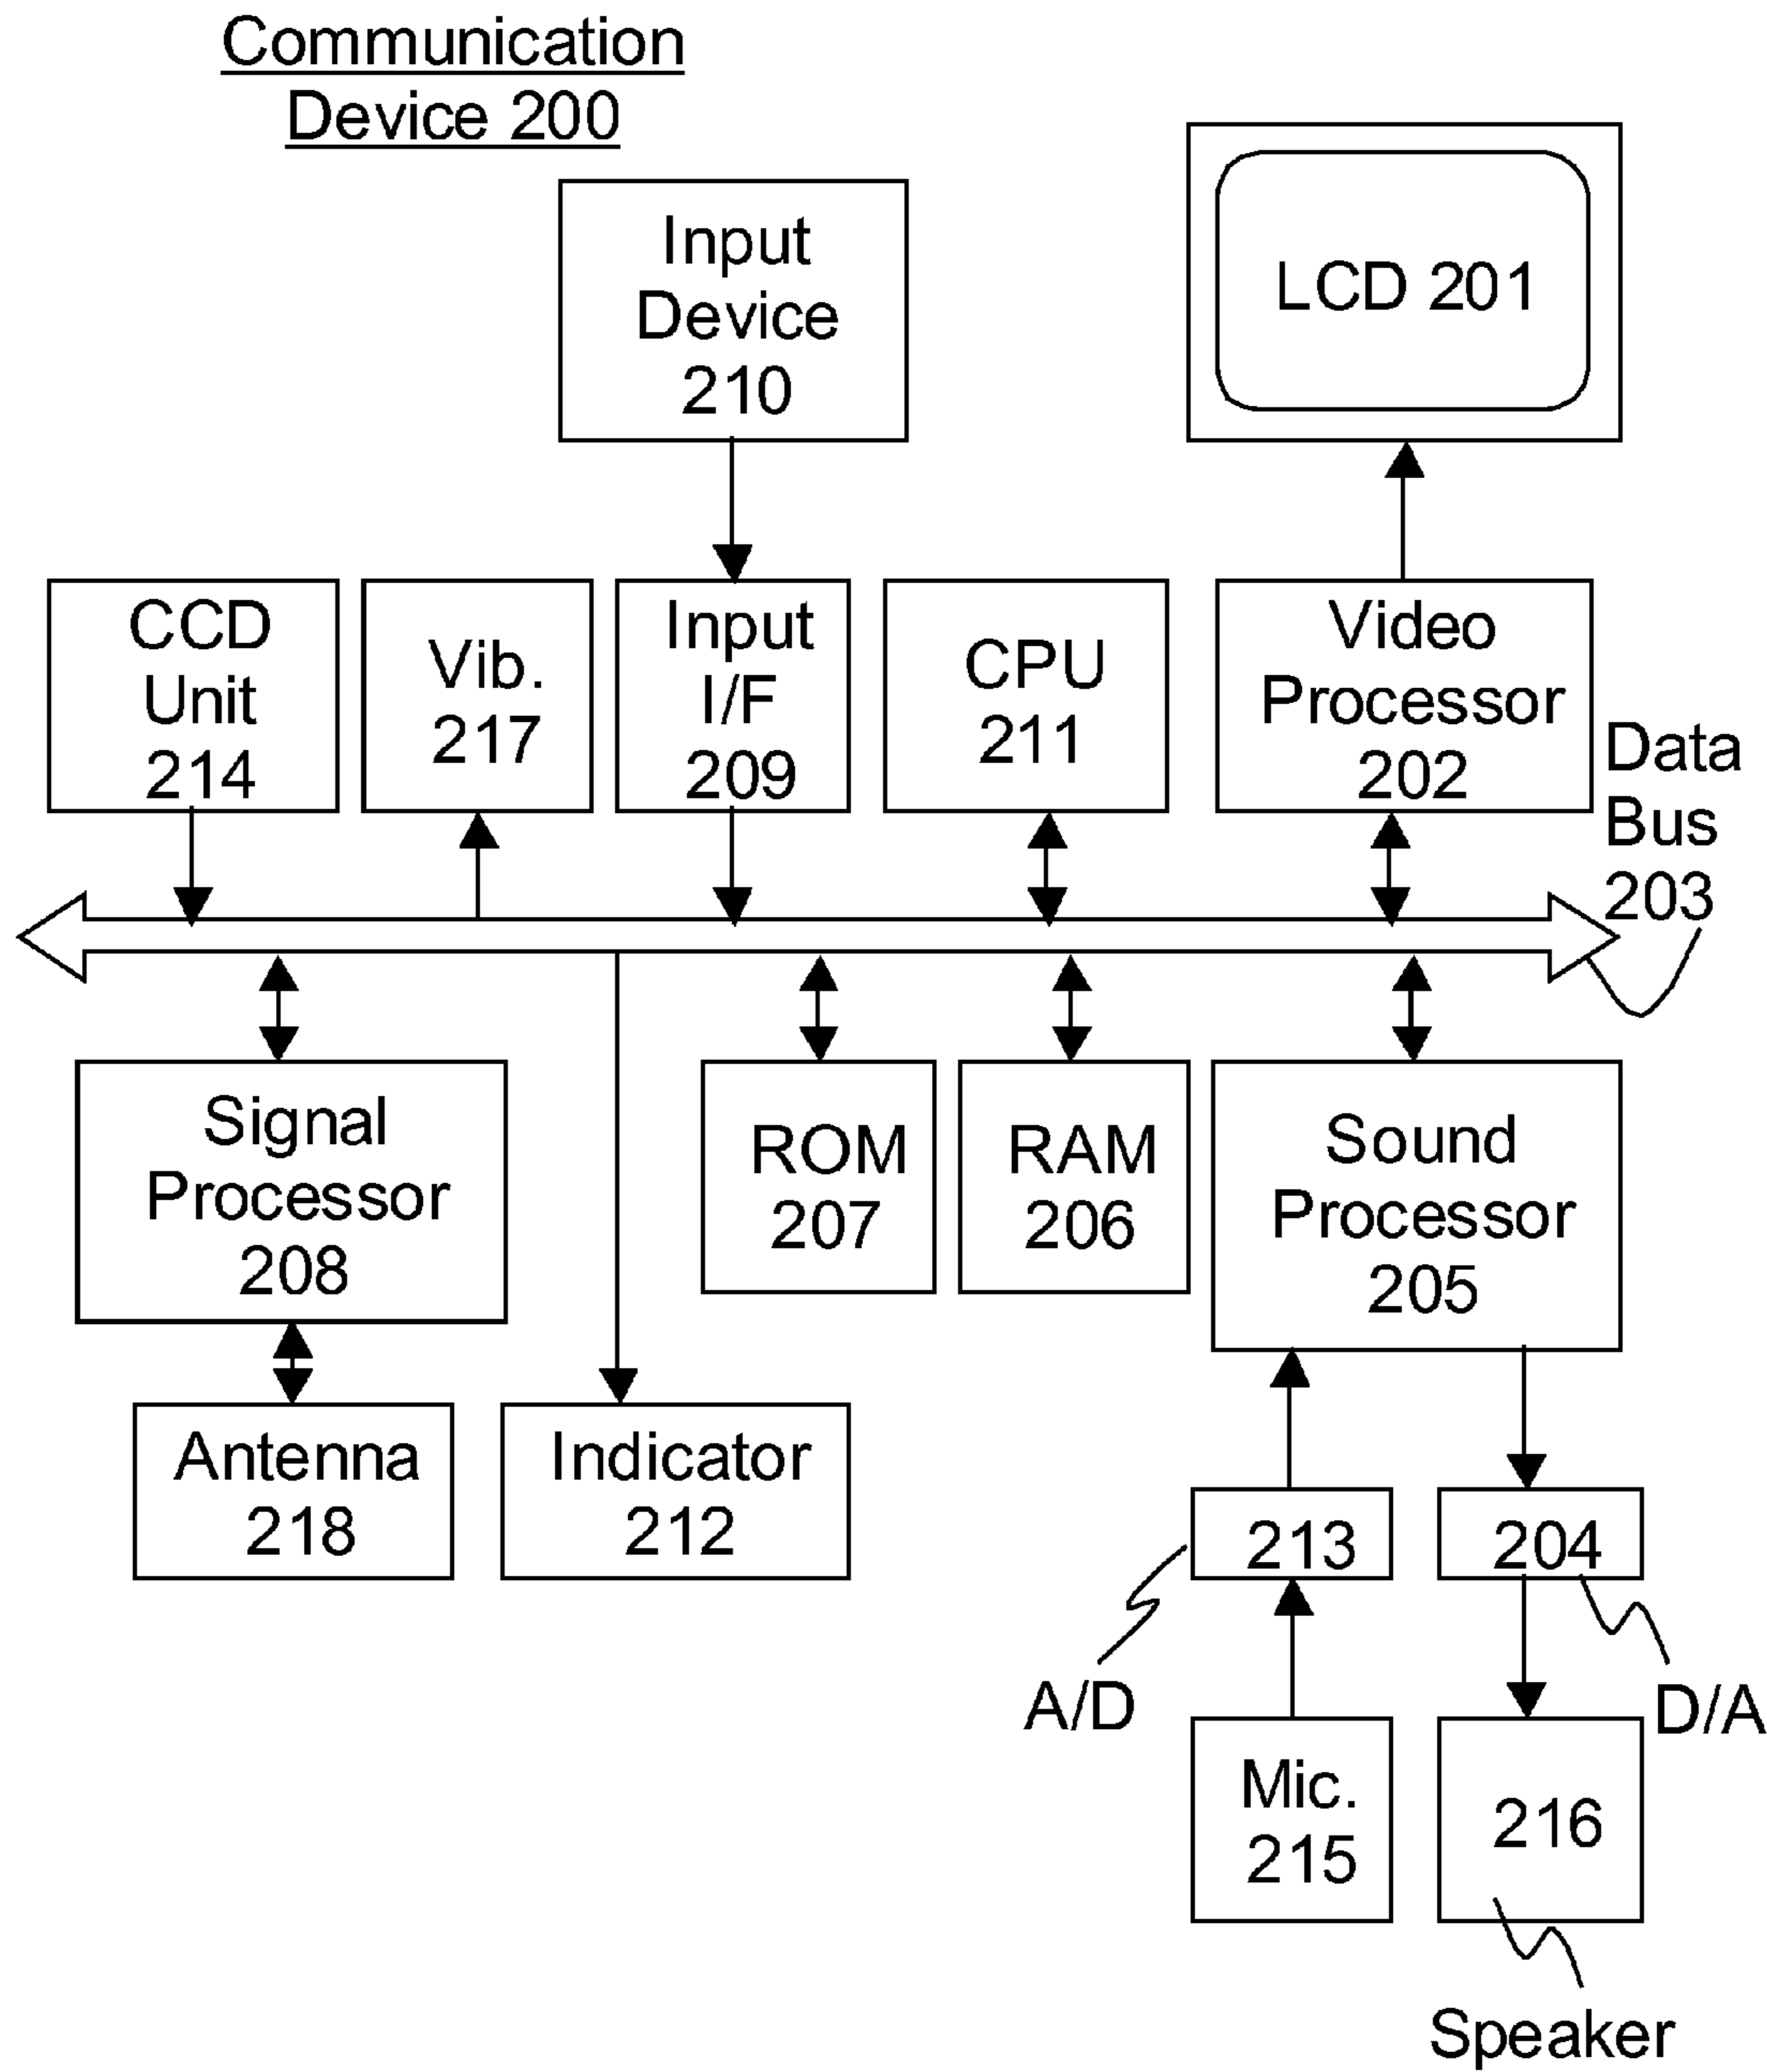 Communication
Device 200
Input
Device
210
LCD 201
CCD
Unit
214
Vib.
217
Input
I/F
209
CPU
211
Video
Processor
202
Data
Bus
203
Signal
Processor
208
ROM
207
RAM
206
Sound
Processor
205
Antenna
218
Indicator
212
213
204
A/D
D/A
Mic.
215
216
Speaker